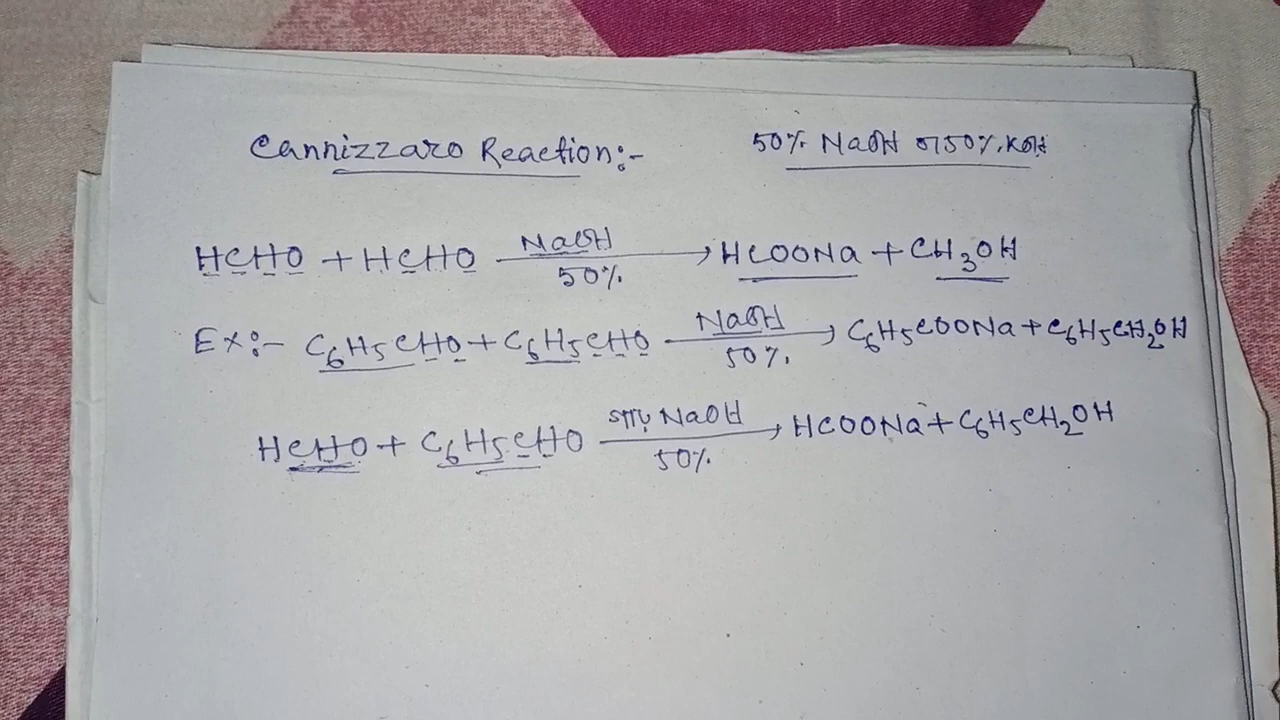 Cannizzaro Reaction:-
50% NaOH or 50% KOH
HCHO + HCHO NaOH 50% → HCOONa + CH3OH
Ex:- C6H5CHO + C6H5CHO NaOH 50% → C6H5COONa + C6H5CH2OH
HCHO + C6H5CHO NaOH 50% → HCOONa + C6H5CH2OH